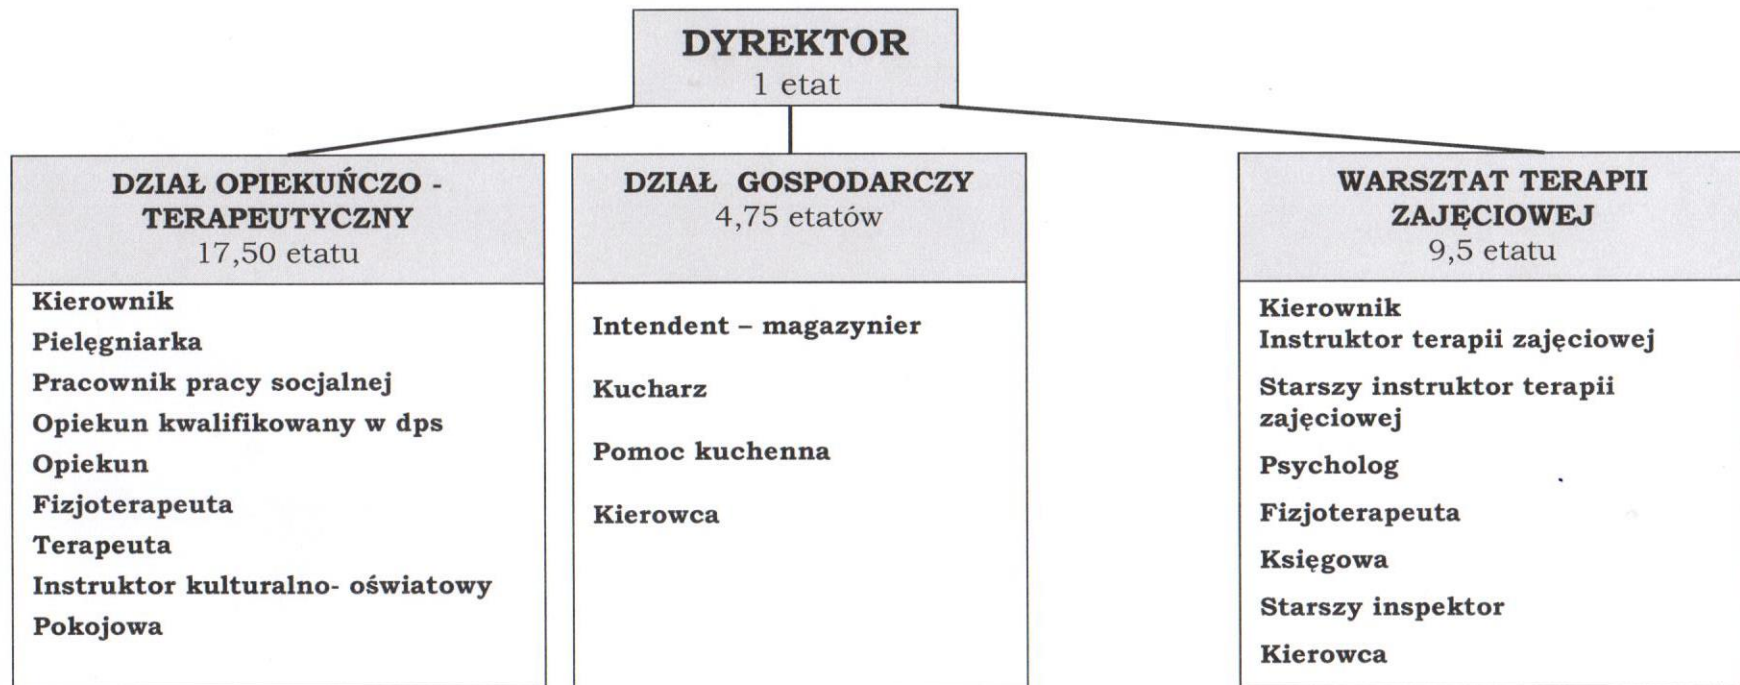 DYREKTOR
1 etat
DZIAŁ OPIEKUŃCZO -
TERAPEUTYCZNY
17,50 etatu
Kierownik
Pielęgniarka
Pracownik pracy socjalnej
Opiekun kwalifikowany w dps
Opiekun
Fizjoterapeuta
Terapeuta
Instruktor kulturalno- oświatowy
Pokojowa
DZIAŁ GOSPODARCZY
4,75 etatów
Intendent – magazynier
Kucharz
Pomoc kuchenna
Kierowca
WARSZTAT TERAPII
ZAJĘCIOWEJ
9,5 etatu
Kierownik
Instruktor terapii zajęciowej
Starszy instruktor terapii
zajęciowej
Psycholog
Fizjoterapeuta
Księgowa
Starszy inspektor
Kierowca